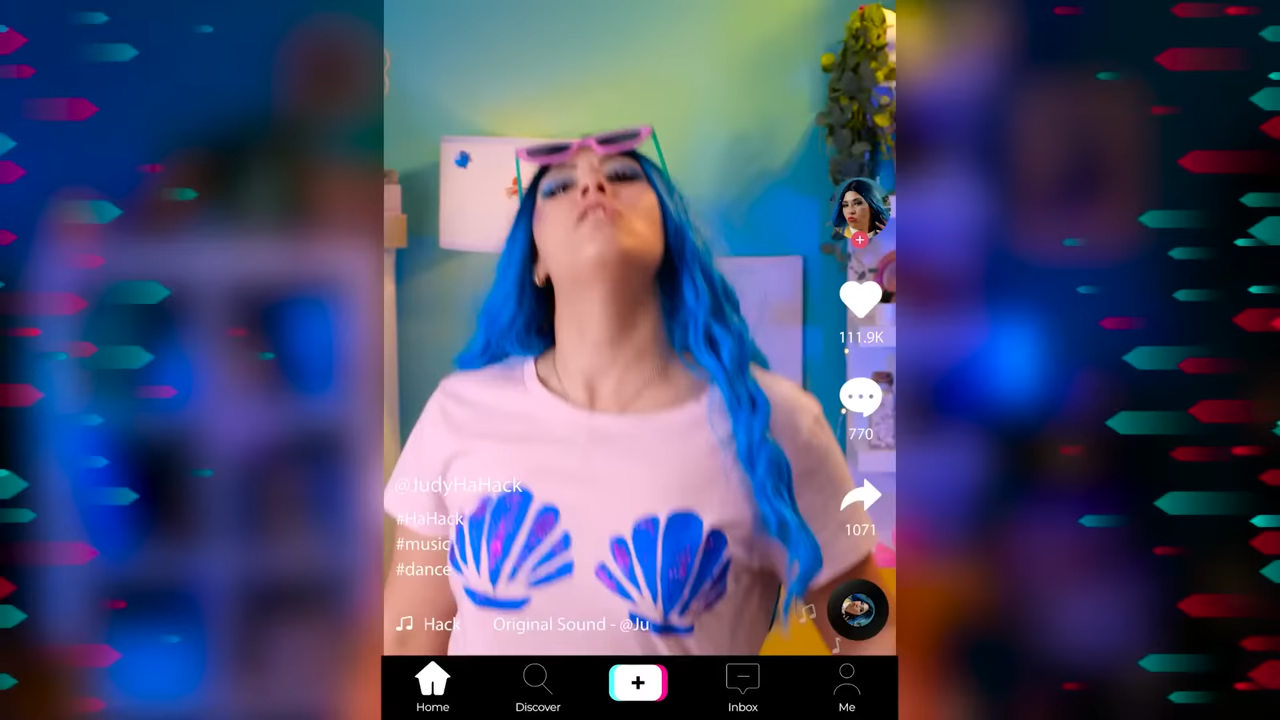 111.9K
770
1071
@JudyHaHack
#HaHack
#music
#dance
Hack Original Sound - @Ju
Home Discover Inbox Me